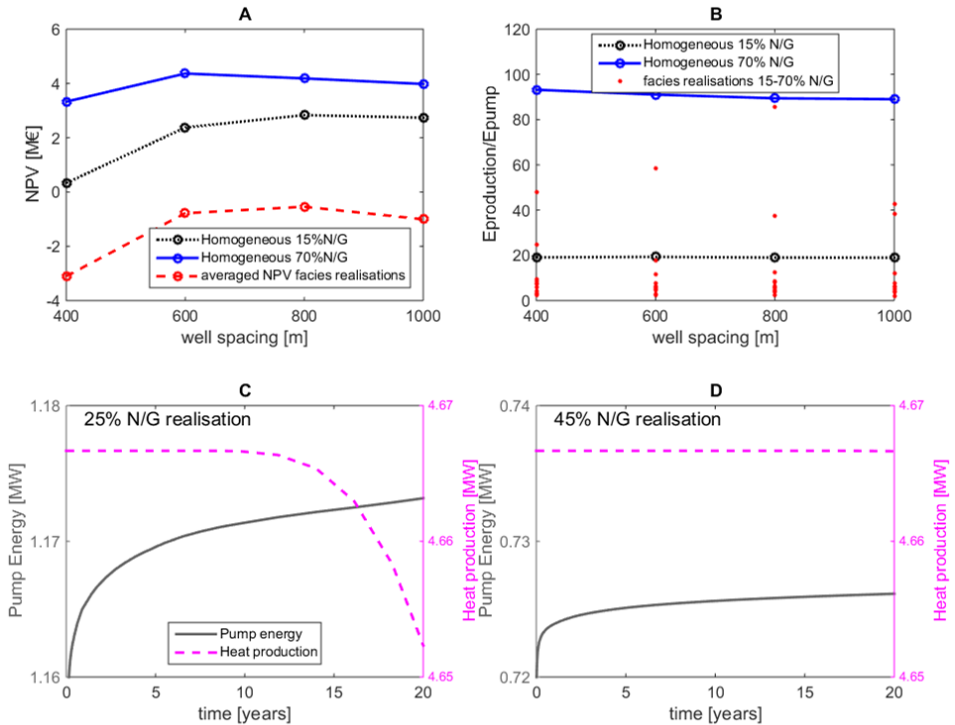 A
NPV [M€]
6
4
2
0
-2
-4
Homogeneous 15%N/G
Homogeneous 70%N/G
averaged NPV facies realisations
400
600
800
1000
well spacing [m]
B
Eproduction/Epump
120
100
80
60
40
20
0
Homogeneous 15% N/G
Homogeneous 70% N/G
facies realisations 15-70% N/G
400
600
800
1000
well spacing [m]
C
25% N/G realisation
Pump Energy [MW]
1.18
1.17
1.16
Pump energy
Heat production
4.67
4.66
4.65
Heat production [MW]
0
5
10
15
20
time [years]
D
45% N/G realisation
Pump Energy [MW]
0.74
0.73
0.72
4.67
4.66
4.65
Heat production [MW]
0
5
10
15
20
time [years]